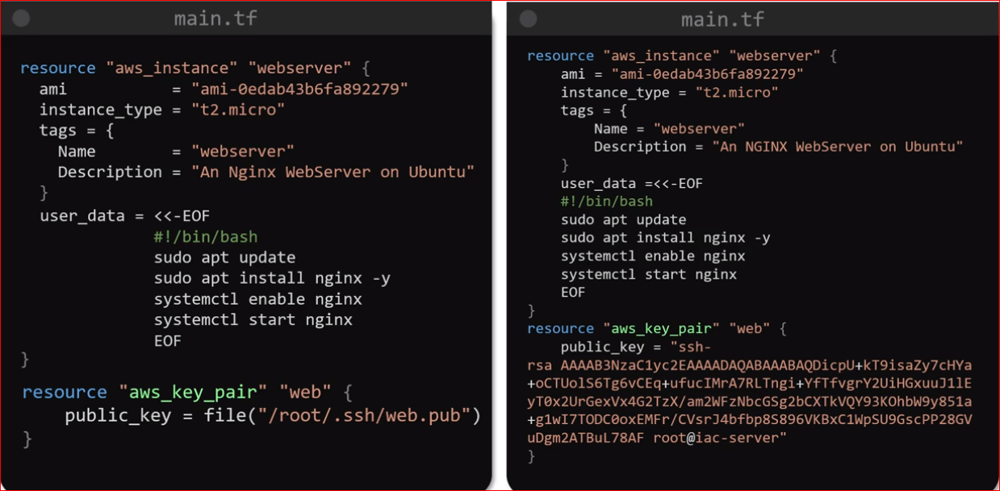 main.tf
resource "aws_instance" "webserver" {
  ami           = "ami-0edab43b6fa892279"
  instance_type = "t2.micro"
  tags = {
    Name        = "webserver"
    Description = "An Nginx WebServer on Ubuntu"
  }
  user_data = <<-EOF
              #!/bin/bash
              sudo apt update
              sudo apt install nginx -y
              systemctl enable nginx
              systemctl start nginx
              EOF
}
resource "aws_key_pair" "web" {
    public_key = file("/root/.ssh/web.pub")
}
main.tf
resource "aws_instance" "webserver" {
    ami = "ami-0edab43b6fa892279"
    instance_type = "t2.micro"
    tags = {
        Name = "webserver"
        Description = "An NGINX WebServer on Ubuntu"
    }
    user_data =<<-EOF
    #!/bin/bash
    sudo apt update
    sudo apt install nginx -y
    systemctl enable nginx
    systemctl start nginx
    EOF
}
resource "aws_key_pair" "web" {
    public_key = "ssh-
rsa AAAAB3NzaC1yc2EAAAADAQABAAABAQDicpU+kT9isaZy7cHYa
+oCTUolS6Tg6vCEq+ufucIMrA7RLTngi+YfTfvgrY2UiHGxuuJ1lE
yT0x2UrGexVx4G2TzX/am2WFzNbcGSg2bCXTkVQY93KOhbW9y851a
+g1wI7TODC0oxEMFr/CVsrJ4bfbp8S896VKBxC1WpSU9GscPP28GV
uDgm2ATBuL78AF root@iac-server"
}